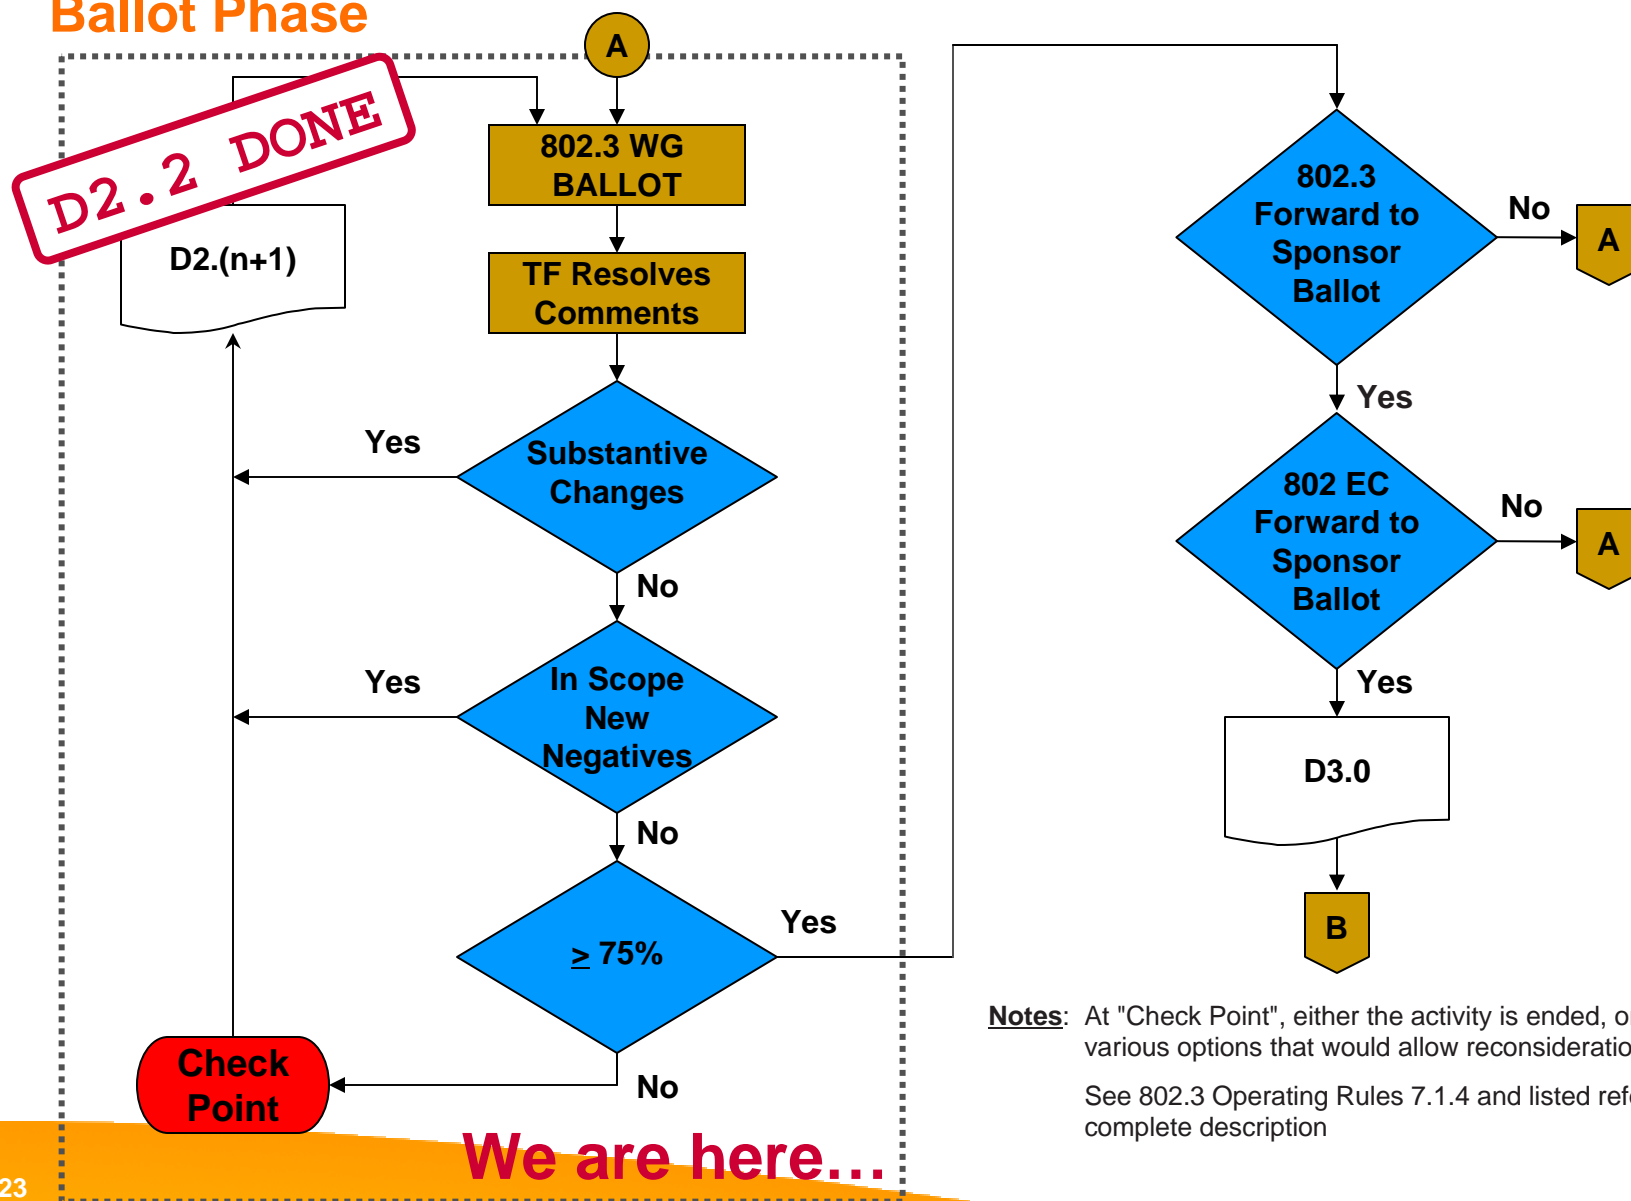 Ballot Phase
A
D2.2 DONE
802.3 WG
BALLOT
D2.(n+1)
TF Resolves
Comments
Yes
Substantive
Changes
No
Yes
In Scope
New
Negatives
No
≥ 75%
Yes
No
Check
Point
We are here…
802.3
Forward to
Sponsor
Ballot
No
A
Yes
802 EC
Forward to
Sponsor
Ballot
No
A
Yes
D3.0
B
Notes: At "Check Point", either the activity is ended, or
various options that would allow
See 802.3 Operating Rules 7.1.4 and listed
complete description
23